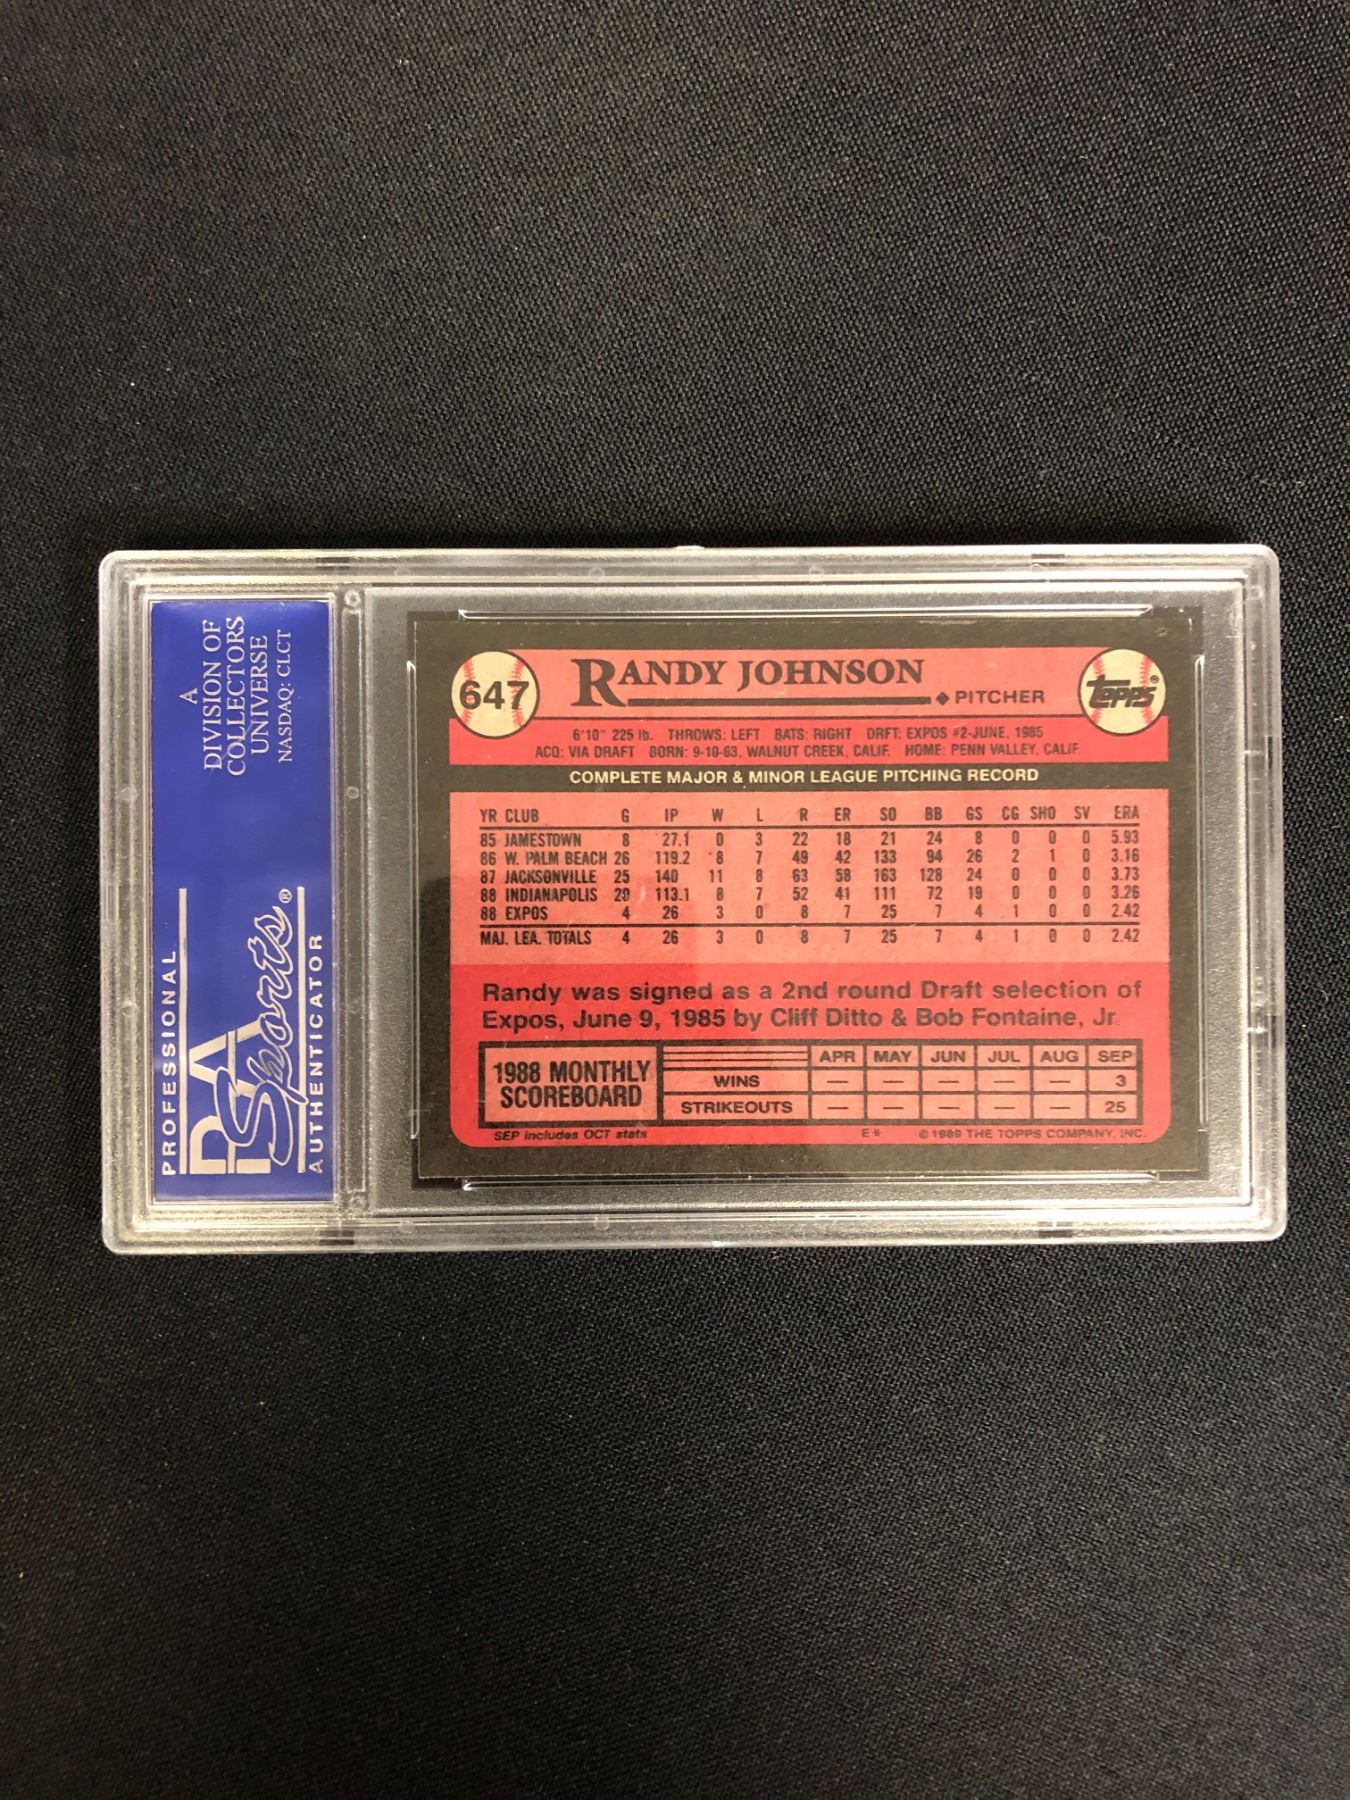 A
DIVISION OF
COLLECTORS
UNIVERSE
NASDAQ: CLCT
PROFESSIONAL
PSA
Sports®
AUTHENTICATOR
647
RANDY JOHNSON
◆ PITCHER
TOPPS®
6'10" 225 lb. THROWS: LEFT BATS: RIGHT DRFT: EXPOS #2-JUNE, 1985
ACQ: VIA DRAFT BORN: 9-10-63, WALNUT CREEK, CALIF. HOME: PENN VALLEY, CALIF.
COMPLETE MAJOR & MINOR LEAGUE PITCHING RECORD
YR CLUB G IP W L R ER SO BB GS CG SHO SV ERA
85 JAMESTOWN 8 27.1 0 3 22 18 21 24 8 0 0 0 5.93
86 W. PALM BEACH 26 119.2 8 7 49 42 133 94 26 2 1 0 3.16
87 JACKSONVILLE 25 140 11 8 63 58 163 128 24 0 0 0 3.73
88 INDIANAPOLIS 20 113.1 8 7 52 41 111 72 19 0 0 0 3.26
88 EXPOS 4 26 3 0 8 7 25 7 4 1 0 0 2.42
MAJ. LEA. TOTALS 4 26 3 0 8 7 25 7 4 1 0 0 2.42
Randy was signed as a 2nd round Draft selection of
Expos, June 9, 1985 by Cliff Ditto & Bob Fontaine, Jr.
1988 MONTHLY
SCOREBOARD
APR MAY JUN JUL AUG SEP
WINS — — — — — 3
STRIKEOUTS — — — — — 25
SEP includes OCT stats E* © 1989 THE TOPPS COMPANY, INC.